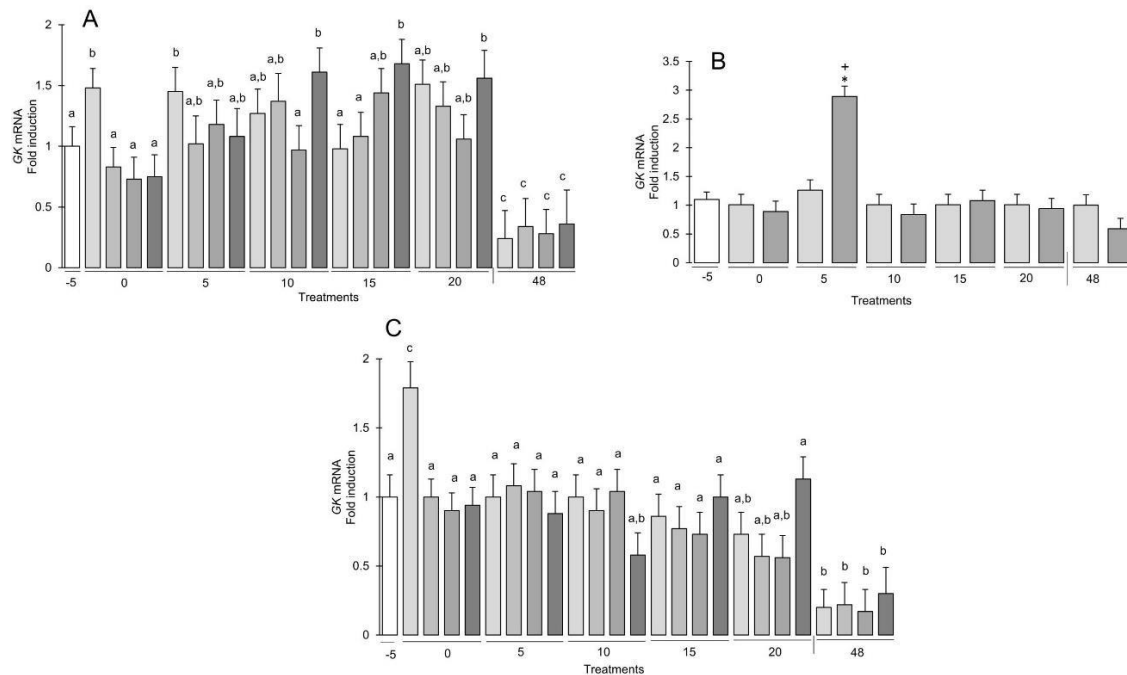 A
GK mRNA
Fold induction
2
1.5
1
0.5
0
a b a a a b a,b a,b a,b a,b a,b a b a a a,b b a,b a,b a,b b c c c c
-5 0 5 10 15 20 48
Treatments
B
GK mRNA
Fold induction
3.5
3
2.5
2
1.5
1
0.5
0
+
*
-5 0 5 10 15 20 48
Treatments
C
GK mRNA
Fold induction
2
1.5
1
0.5
0
a c a a a a a a a a a a a,b a a a a a,b a,b a,b a b b b b
-5 0 5 10 15 20 48
Treatments